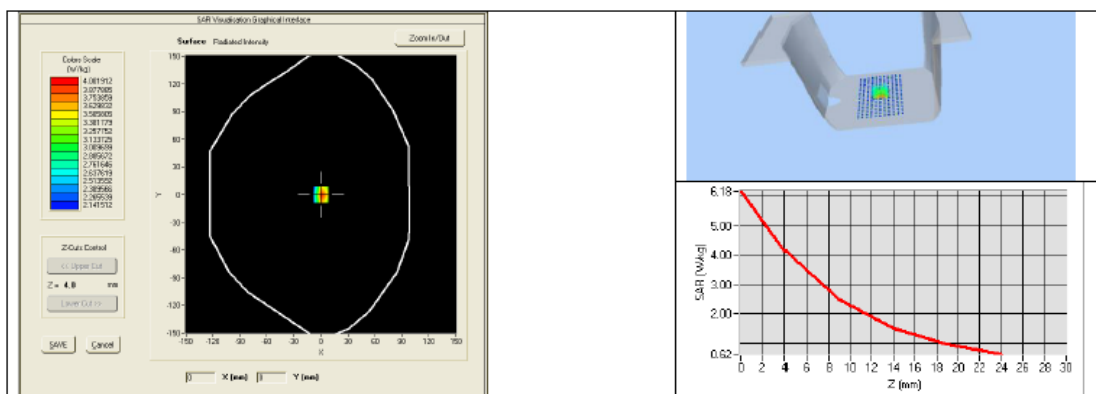 SAR Visualisation Graphical Interface
Surface Radiated Intensity
Zoom In/Out
Colors Scale
(W/kg)
4.001912
3.877885
3.753859
3.629832
3.505805
3.381779
3.257752
3.133725
3.009699
2.885672
2.761646
2.637619
2.513592
2.389566
2.265539
2.141512
Z-Cuts Control
<< Upper Cut
Z = 4.0 mm
Lower Cut >>
SAVE Cancel
150
120
90
60
30
0
-30
-60
-90
-120
-150
Y
-150 -120 -90 -60 -30 0 30 60 90 120 150
X
0 X (mm) 0 Y (mm)
6.18
5.00
4.00
3.00
2.00
0.62
SAR (W/kg)
0 2 4 6 8 10 12 14 16 18 20 22 24 26 28 30
Z (mm)